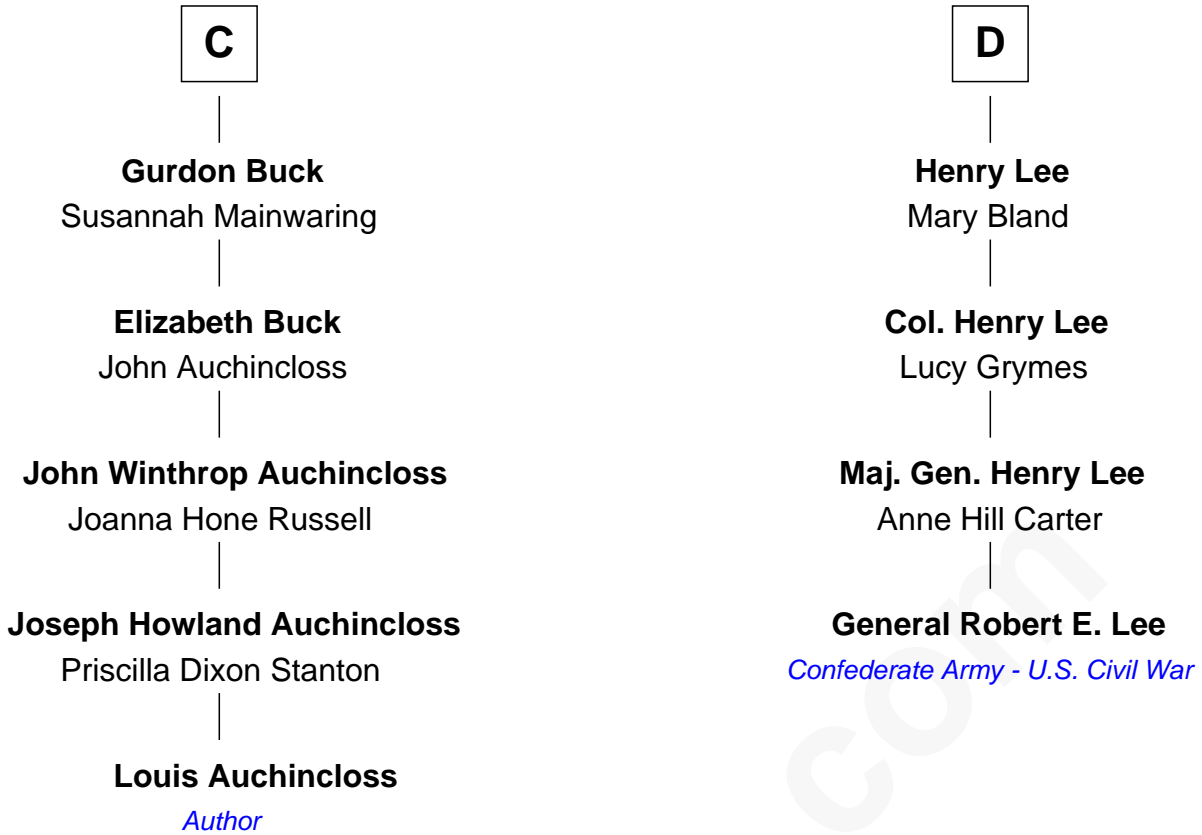 C
Gurdon Buck
Susannah Mainwaring
Elizabeth Buck
John Auchincloss
John Winthrop Auchincloss
Joanna Hone Russell
Joseph Howland Auchincloss
Priscilla Dixon Stanton
Louis Auchincloss
Author
D
Henry Lee
Mary Bland
Col. Henry Lee
Lucy Grymes
Maj. Gen. Henry Lee
Anne Hill Carter
General Robert E. Lee
Confederate Army - U.S. Civil War
com